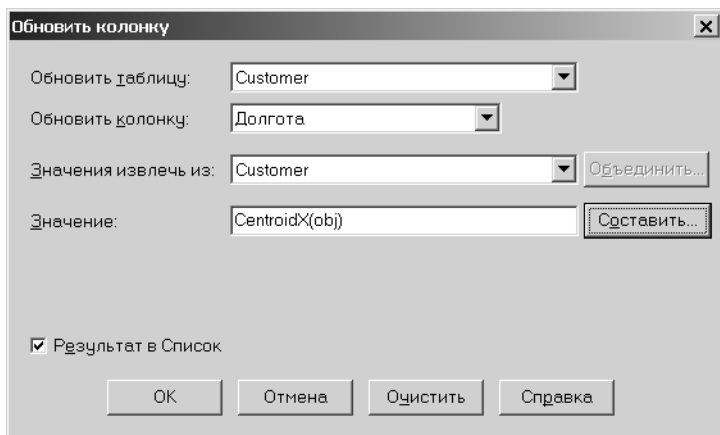 Обновить колонку
Обновить таблицу: Customer
Обновить колонку: Долгота
Значения извлечь из: Customer Объединить...
Значение: CentroidX(obj) Составить...
Результат в Список
OK Отмена Очистить Справка